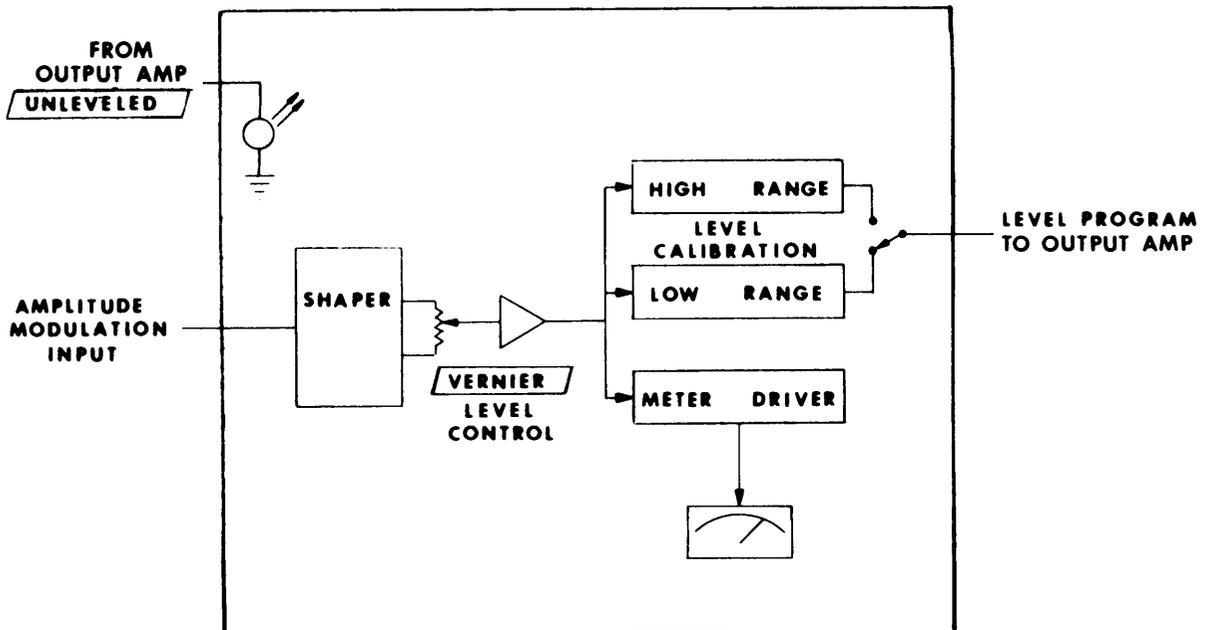 FROM
OUTPUT AMP
UNLEVELED
HIGH RANGE
LEVEL
CALIBRATION
LOW RANGE
LEVEL PROGRAM
TO OUTPUT AMP
AMPLITUDE
MODULATION
INPUT
SHAPER
VERNIER
LEVEL
CONTROL
METER DRIVER